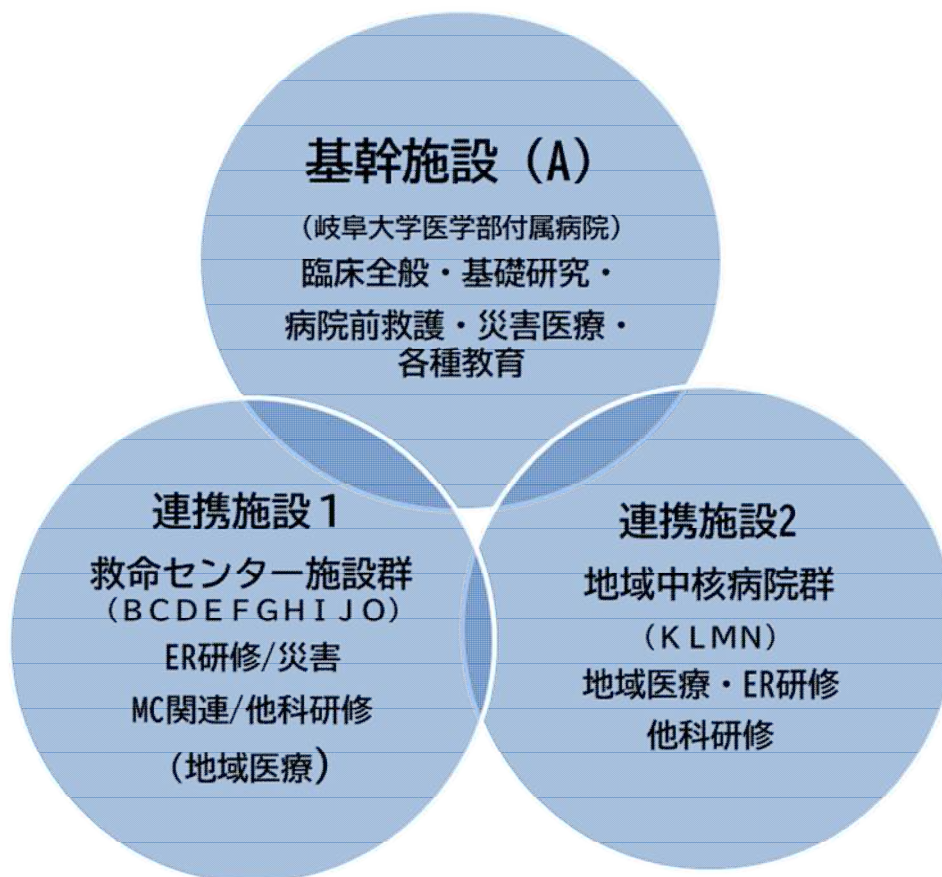 基幹施設（A）
（岐阜大学医学部付属病院）
臨床全般・基礎研究・
病院前救護・災害医療・
各種教育
連携施設１
救命センター施設群
（ＢＣＤＥＦＧＨＩＪＯ）
ER研修/災害
MC関連/他科研修
（地域医療）
連携施設2
地域中核病院群
（ＫＬＭＮ）
地域医療・ER研修
他科研修